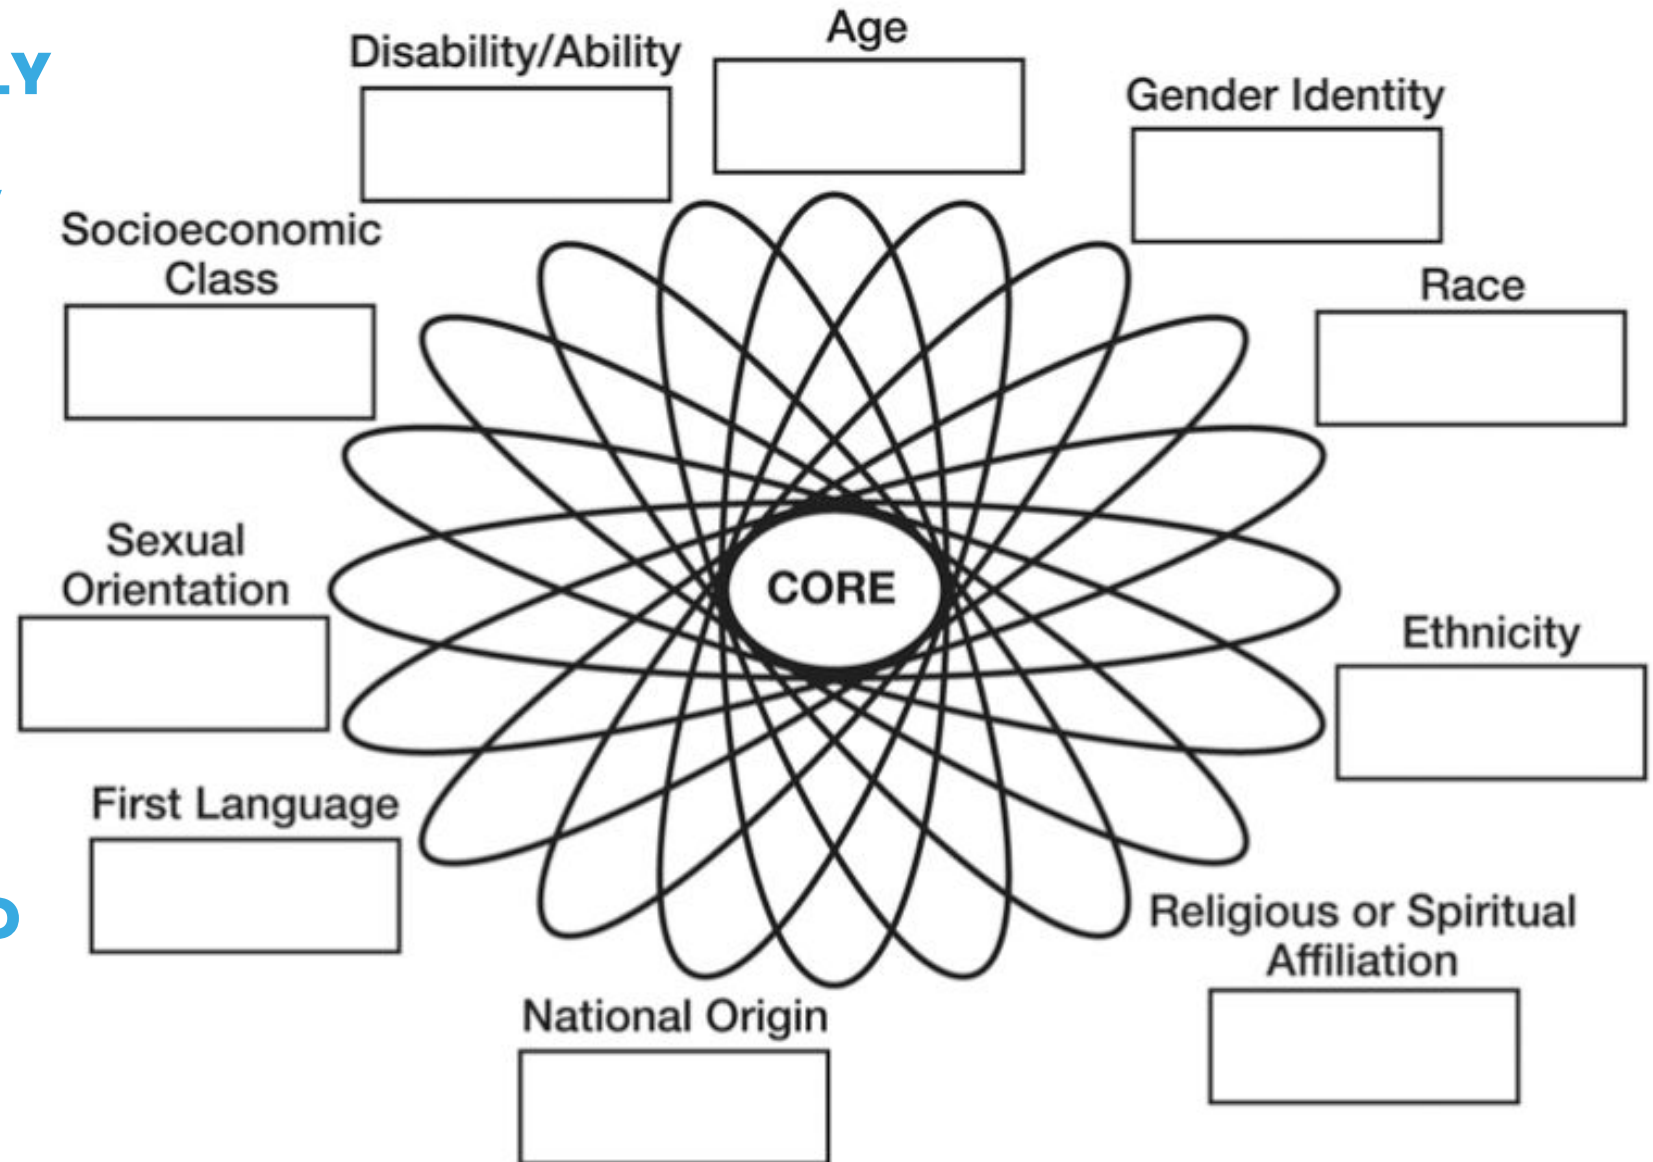 LY
Age
Disability/Ability
Gender Identity
Socioeconomic
Class
Race
CORE
Sexual
Orientation
Ethnicity
First Language
Religious or Spiritual
Affiliation
National Origin